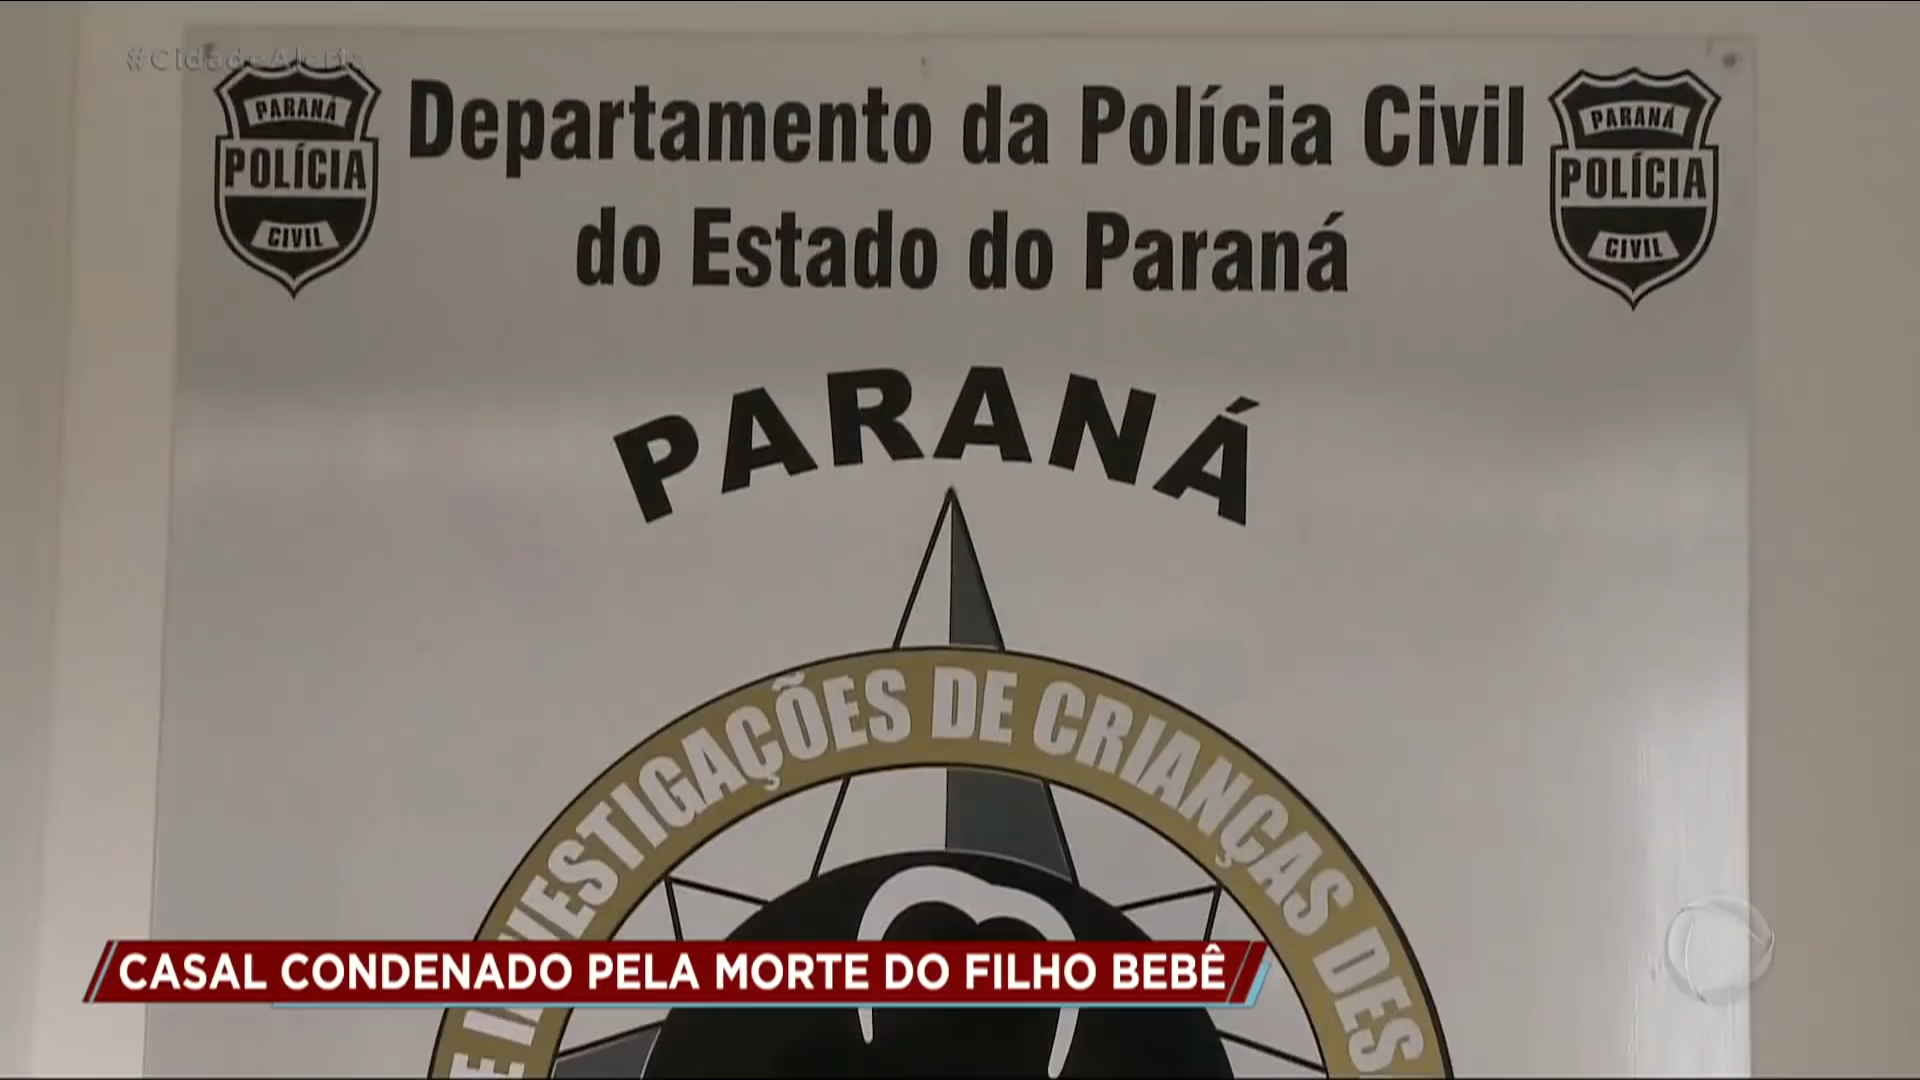 #CidadeAlerta
PARANÁ
POLÍCIA
CIVIL
Departamento da Polícia Civil
do Estado do Paraná
PARANÁ
POLÍCIA
CIVIL
PARANÁ
E INVESTIGAÇÕES DE CRIANÇAS DES
CASAL CONDENADO PELA MORTE DO FILHO BEBÊ